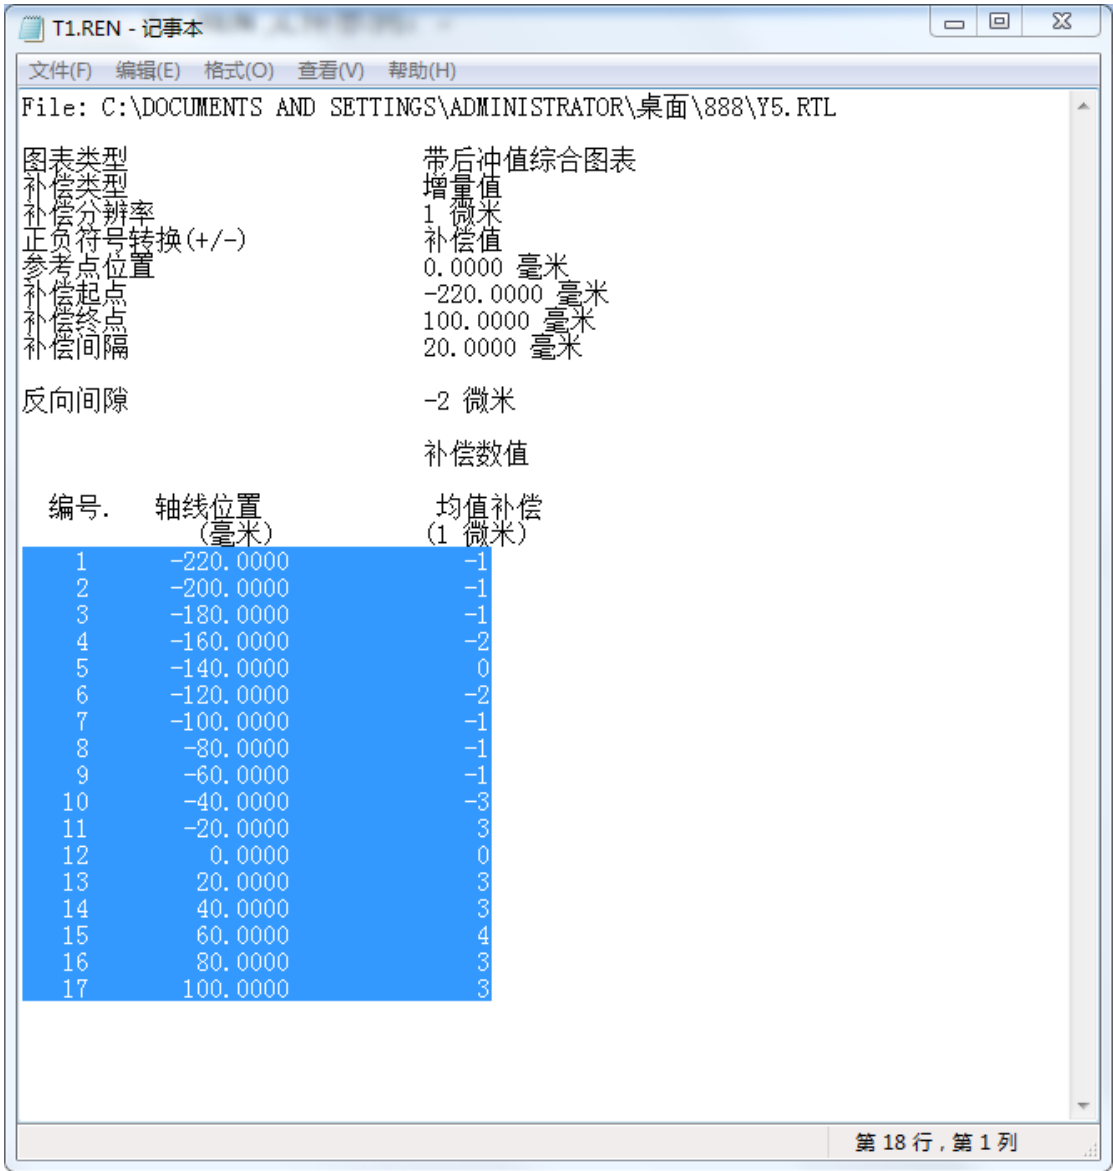 T1.REN - 记事本
文件(F) 编辑(E) 格式(O) 查看(V) 帮助(H)
File: C:\DOCUMENTS AND SETTINGS\ADMINISTRATOR\桌面\888\Y5.RTL
图表类型 带后冲值综合图表
补偿类型 增量值
补偿分辨率 1 微米
正负符号转换(+/-) 补偿值
参考点位置 0.0000 毫米
补偿起点 -220.0000 毫米
补偿终点 100.0000 毫米
补偿间隔 20.0000 毫米
反向间隙 -2 微米
补偿数值
编号. 轴线位置 均值补偿
(毫米) (1 微米)
1 -220.0000 -1
2 -200.0000 -1
3 -180.0000 -1
4 -160.0000 -2
5 -140.0000 0
6 -120.0000 -2
7 -100.0000 -1
8 -80.0000 -1
9 -60.0000 -1
10 -40.0000 -3
11 -20.0000 3
12 0.0000 0
13 20.0000 3
14 40.0000 3
15 60.0000 4
16 80.0000 3
17 100.0000 3
第 18 行，第 1 列